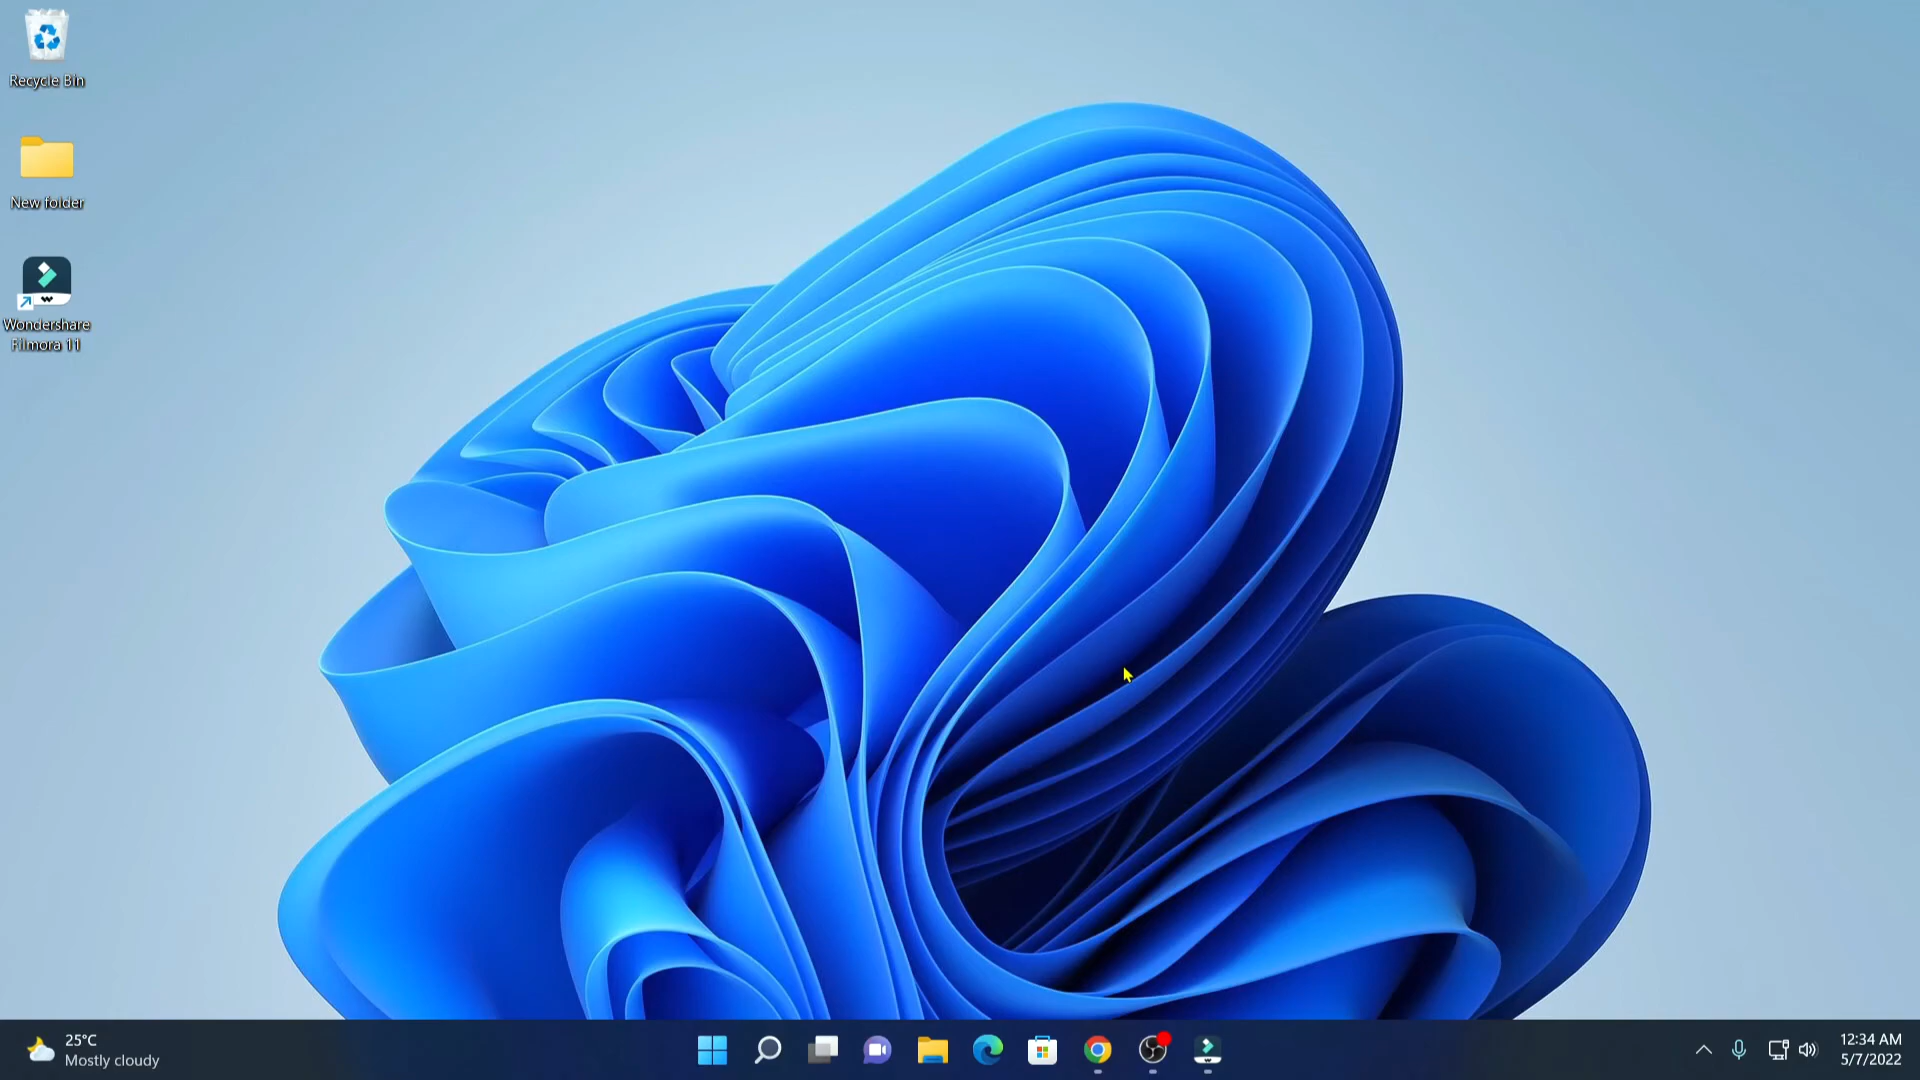 Recycle Bin
New folder
Wondershare
Filmora 11
25°C
Mostly cloudy
12:34 AM
5/7/2022